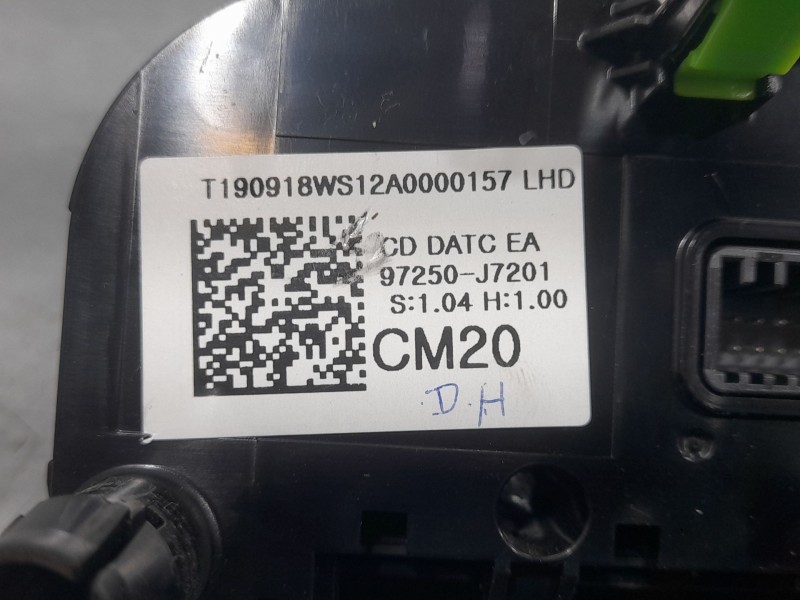 T190918WS12A0000157 LHD
CD DATC EA
97250-J7201
S:1.04 H:1.00
CM20
D.H